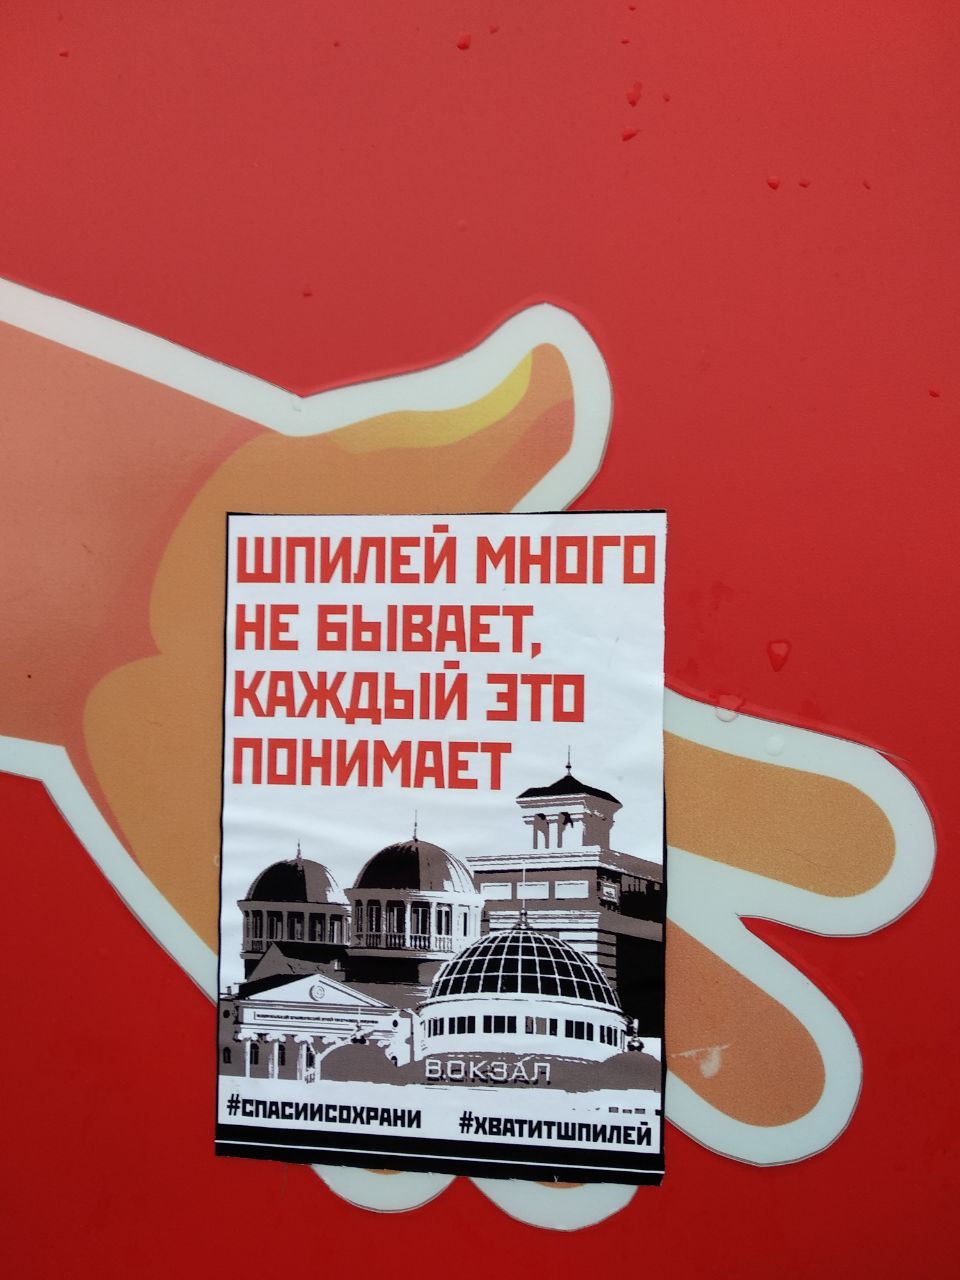 ШПИЛЕЙ МНОГО
НЕ БЫВАЕТ,
КАЖДЫЙ ЭТО
ПОНИМАЕТ
ВОКЗАЛ
#СПАСИИСОХРАНИ #ХВАТИТШПИЛЕЙ